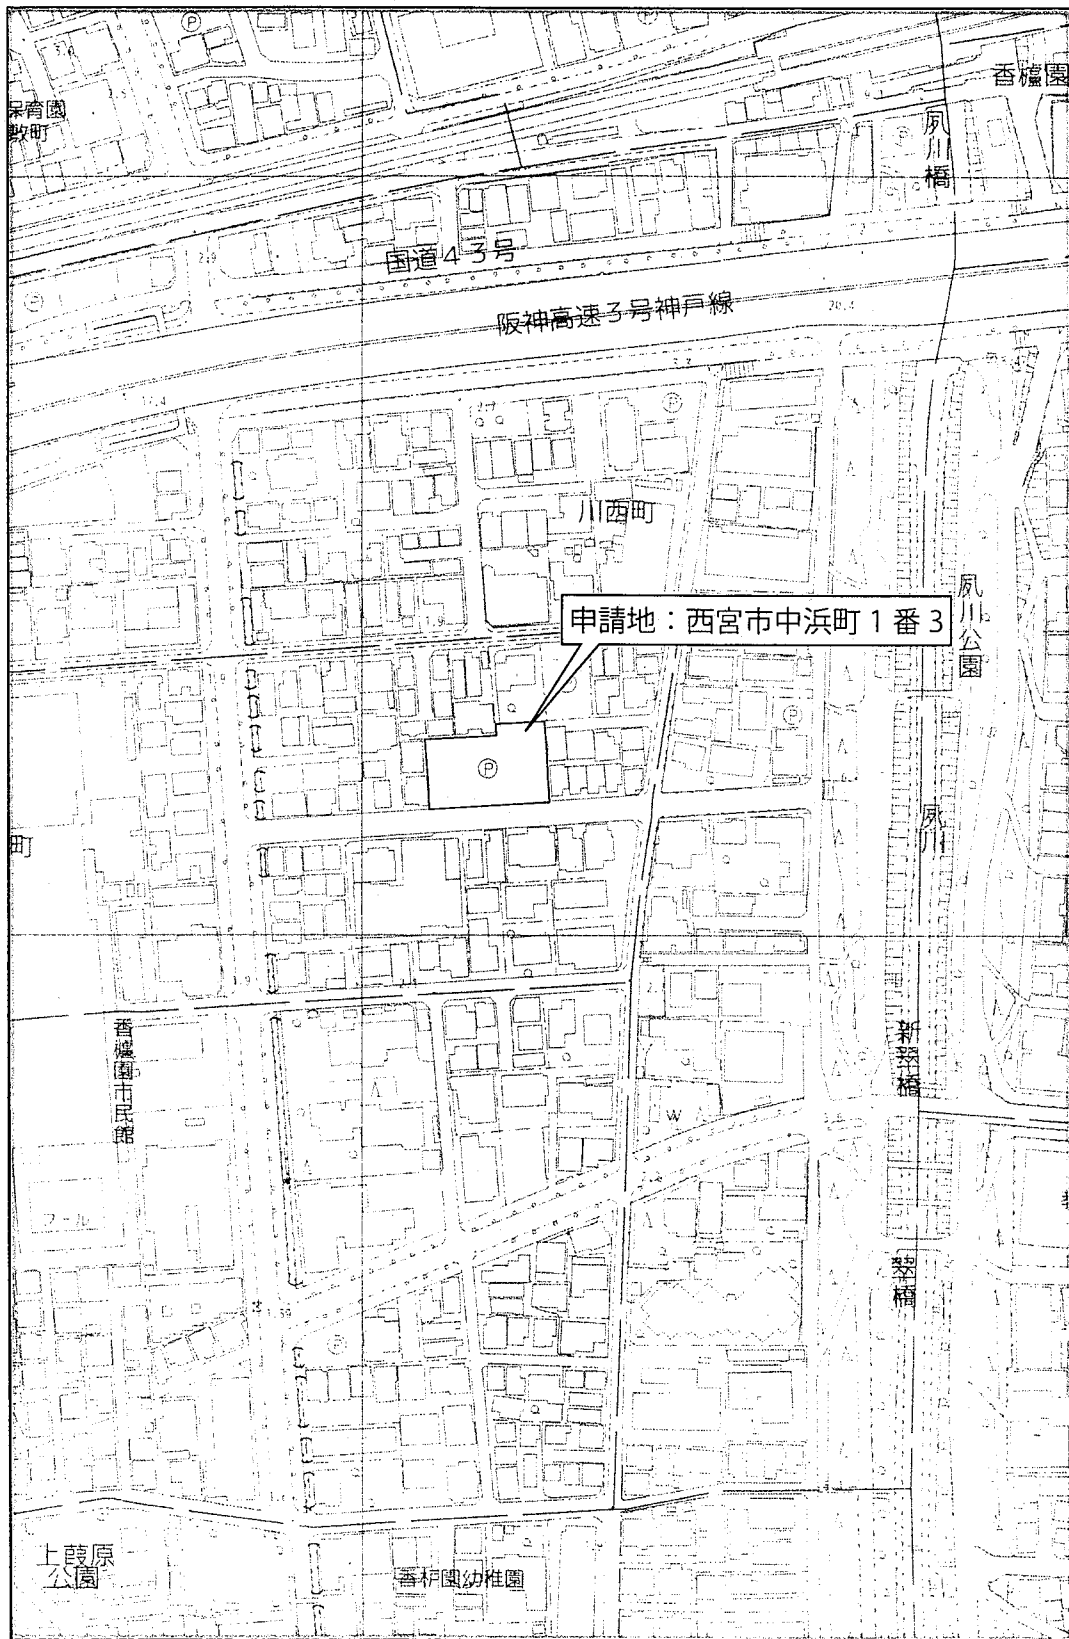 香櫨園
保育園
敷町
夙川橋
国道43号
阪神高速3号神戸線
川西町
夙川公園
申請地：西宮市中浜町1番3
Ⓟ
夙川
町
香櫨園市民館
新翠橋
プール
翠橋
上葭原
公園
香枦園幼稚園